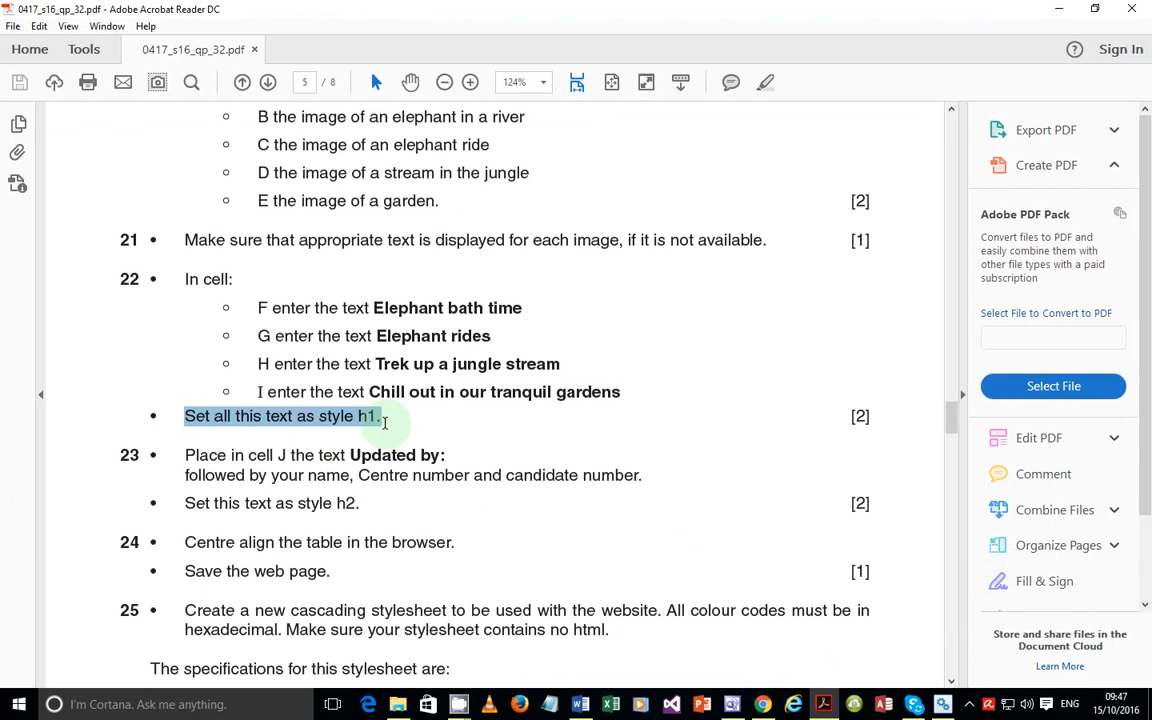 0417_s16_qp_32.pdf - Adobe Acrobat Reader DC
File Edit View Window Help
Home Tools 0417_s16_qp_32.pdf × Sign In
5 / 8 124%
B the image of an elephant in a river
C the image of an elephant ride
D the image of a stream in the jungle
E the image of a garden. [2]
21 • Make sure that appropriate text is displayed for each image, if it is not available. [1]
22 • In cell:
F enter the text Elephant bath time
G enter the text Elephant rides
H enter the text Trek up a jungle stream
I enter the text Chill out in our tranquil gardens
• Set all this text as style h1. [2]
23 • Place in cell J the text Updated by:
followed by your name, Centre number and candidate number.
• Set this text as style h2. [2]
24 • Centre align the table in the browser.
• Save the web page. [1]
25 • Create a new cascading stylesheet to be used with the website. All colour codes must be in
hexadecimal. Make sure your stylesheet contains no html.
The specifications for this stylesheet are:
Export PDF
Create PDF
Adobe PDF Pack
Convert files to PDF and
easily combine them with
other file types with a paid
subscription
Select File to Convert to PDF
Select File
Edit PDF
Comment
Combine Files
Organize Pages
Fill & Sign
Store and share files in the
Document Cloud
Learn More
I'm Cortana. Ask me anything.
ENG
09:47
15/10/2016